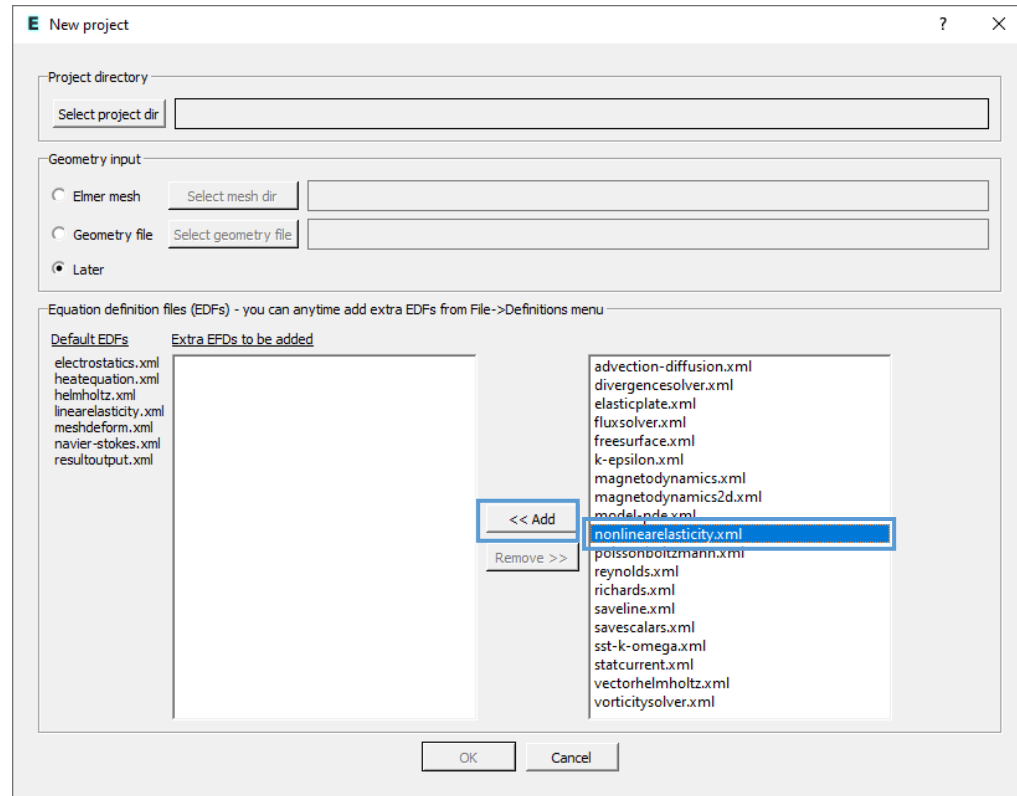 E New project ?
Project directory
Select project dir
Geometry input
Elmer mesh Select mesh dir
Geometry file Select geometry file
Later
Equation definition files (EDFs) - you can anytime add extra EDFs from File->Definitions menu
Default EDFs Extra EFDs to be added
electrostatics.xml
heatequation.xml
helmholtz.xml
linearelasticity.xml
meshdeform.xml
navier-stokes.xml
resultoutput.xml
<< Add
Remove >>
advection-diffusion.xml
divergencesolver.xml
elasticplate.xml
fluxsolver.xml
freesurface.xml
k-epsilon.xml
magnetodynamics.xml
magnetodynamics2d.xml
model-pde.xml
nonlinearelasticity.xml
poissonboltzmann.xml
reynolds.xml
richards.xml
saveline.xml
savescalars.xml
sst-k-omega.xml
statcurrent.xml
vectorhelmholtz.xml
vorticitysolver.xml
OK Cancel